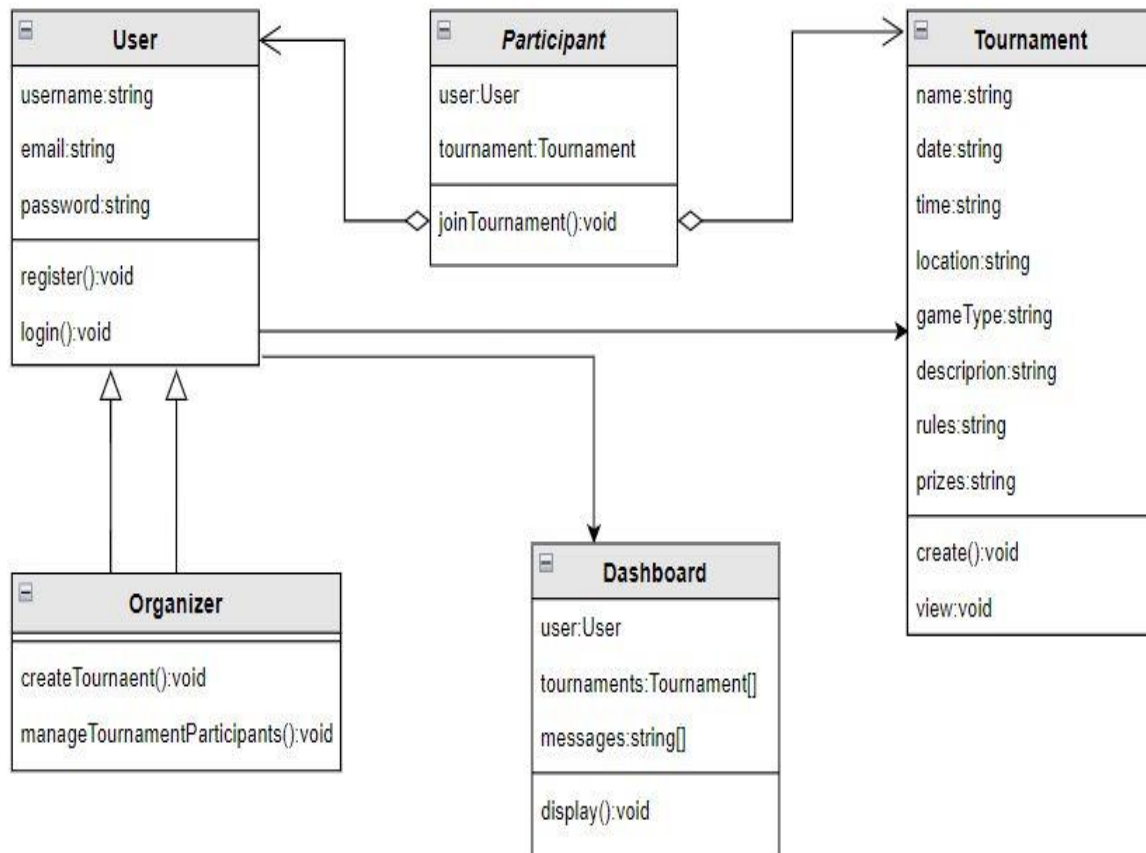 User
username:string
email:string
password:string
register():void
login():void
Participant
user:User
tournament:Tournament
joinTournament():void
Tournament
name:string
date:string
time:string
location:string
gameType:string
descriprion:string
rules:string
prizes:string
create():void
view:void
Organizer
createTournaent():void
manageTournamentParticipants():void
Dashboard
user:User
tournaments:Tournament[]
messages:string[]
display():void